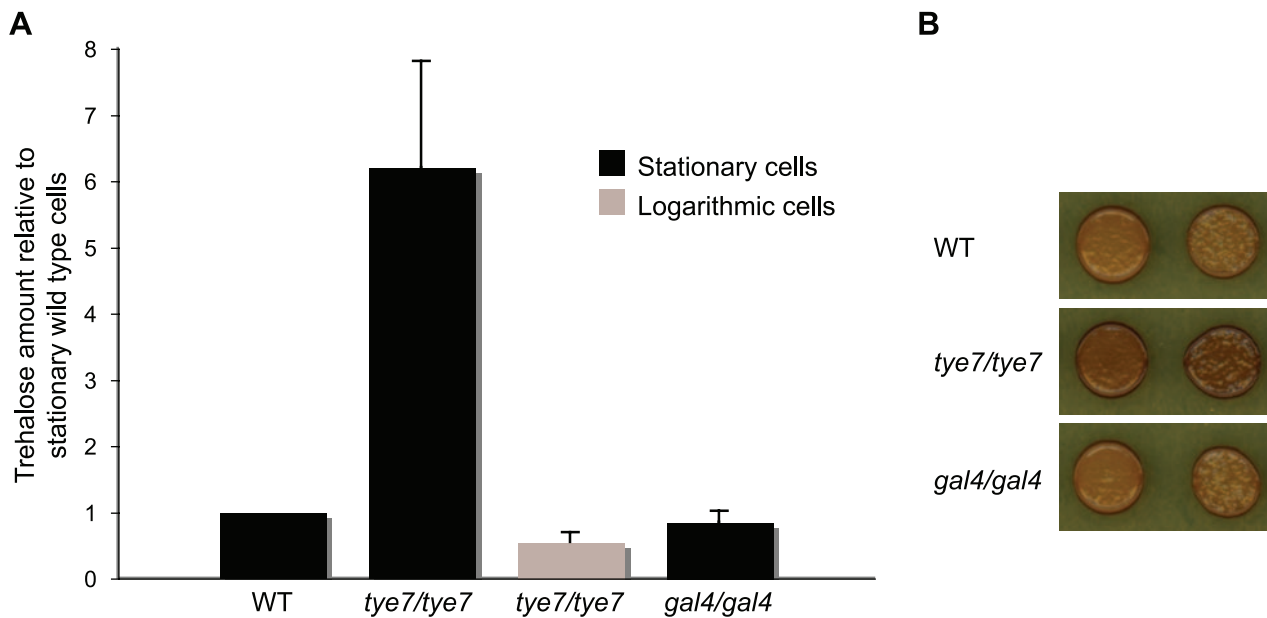 A
Trehalose amount relative to
stationary wild type cells
8
7
6
5
4
3
2
1
0
Stationary cells
Logarithmic cells
WT
tye7/tye7
tye7/tye7
gal4/gal4
B
WT
tye7/tye7
gal4/gal4